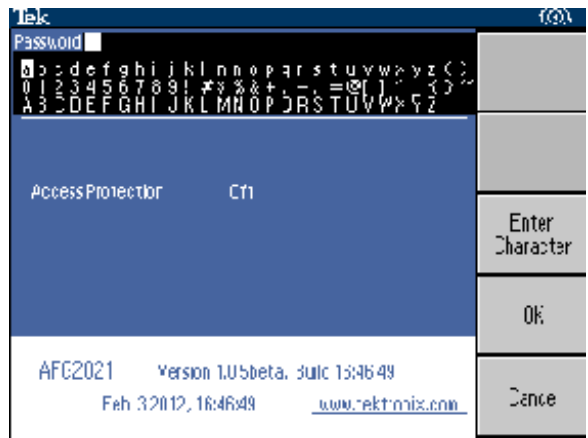 Tek
Password
a b c d e f g h i j k l m n o p q r s t u v w x y z ( )
0 1 2 3 4 5 6 7 8 9 ! # $ % & + , - . = @ [ ] { } ~
A B C D E F G H I J K L M N O P Q R S T U V W X Y Z
Access Protection Off
Enter
Character
OK
AFG2021 Version 1.0.5beta, Build 16:46:49
Feb 3 2012, 16:46:49 www.tektronix.com
Cancel